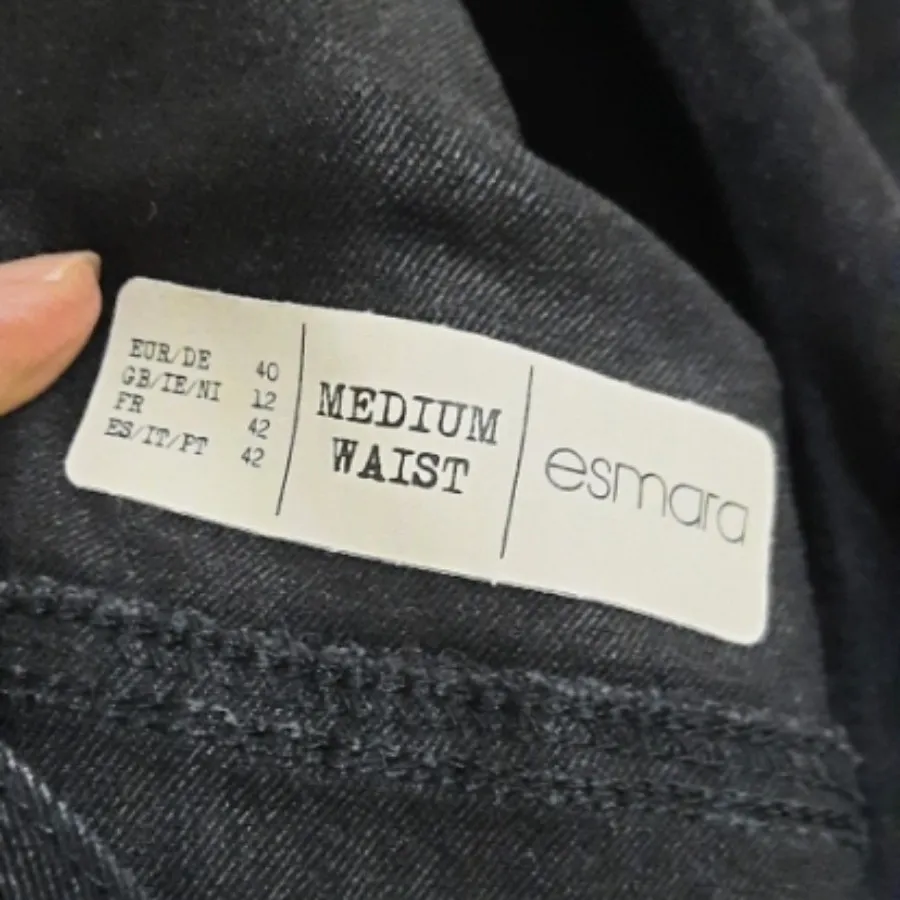 EUR/DE 40
GB/IE/NI 12
FR 42
ES/IT/PT 42
MEDIUM
WAIST
esmara